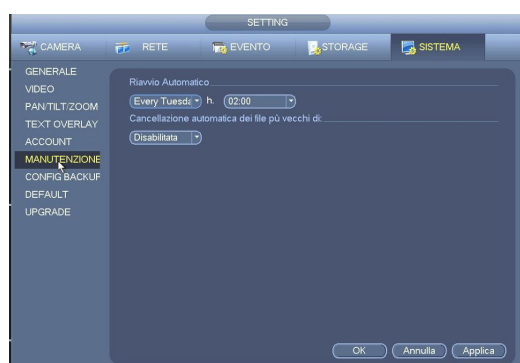 SETTING
CAMERA RETE EVENTO STORAGE SISTEMA
GENERALE
VIDEO
PAN/TILT/ZOOM
TEXT OVERLAY
ACCOUNT
MANUTENZIONE
CONFIG BACKUP
DEFAULT
UPGRADE
Riavvio Automatico
Every Tuesda h. 02:00
Cancellazione automatica dei file pù vecchi di:
Disabilitata
OK Annulla Applica